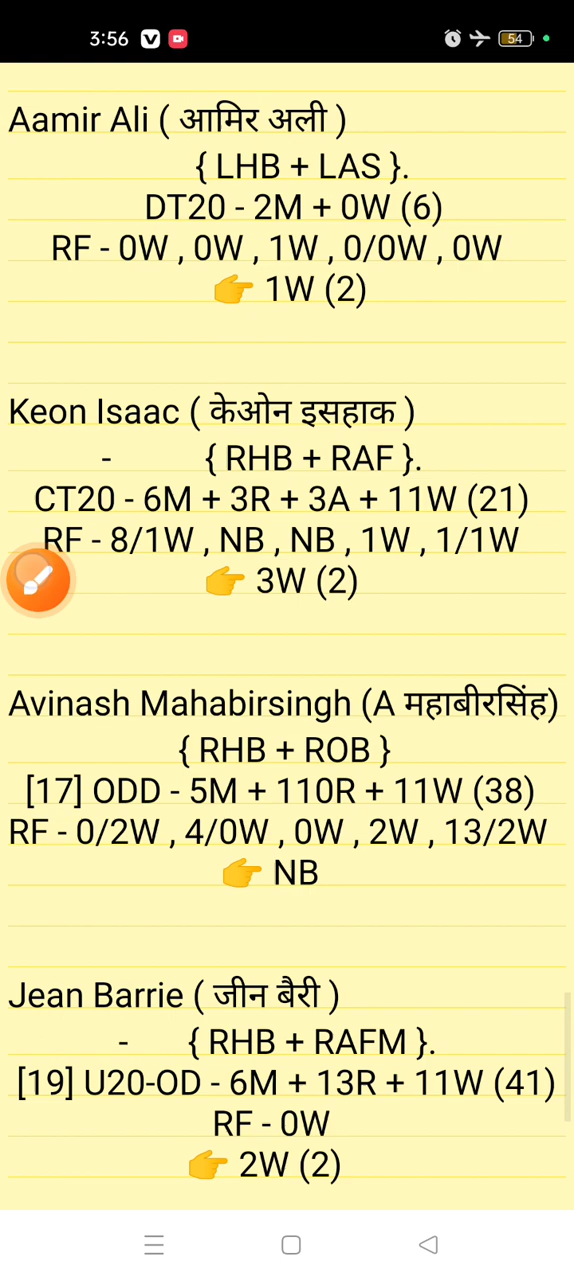 3:56
54
Aamir Ali ( आमिर अली )
{ LHB + LAS }.
DT20 - 2M + 0W (6)
RF - 0W , 0W , 1W , 0/0W , 0W
👉 1W (2)
Keon Isaac ( केओन इसहाक )
- { RHB + RAF }.
CT20 - 6M + 3R + 3A + 11W (21)
RF - 8/1W , NB , NB , 1W , 1/1W
👉 3W (2)
Avinash Mahabirsingh (A महाबीरसिंह)
{ RHB + ROB }
[17] ODD - 5M + 110R + 11W (38)
RF - 0/2W , 4/0W , 0W , 2W , 13/2W
👉 NB
Jean Barrie ( जीन बैरी )
- { RHB + RAFM }.
[19] U20-OD - 6M + 13R + 11W (41)
RF - 0W
👉 2W (2)